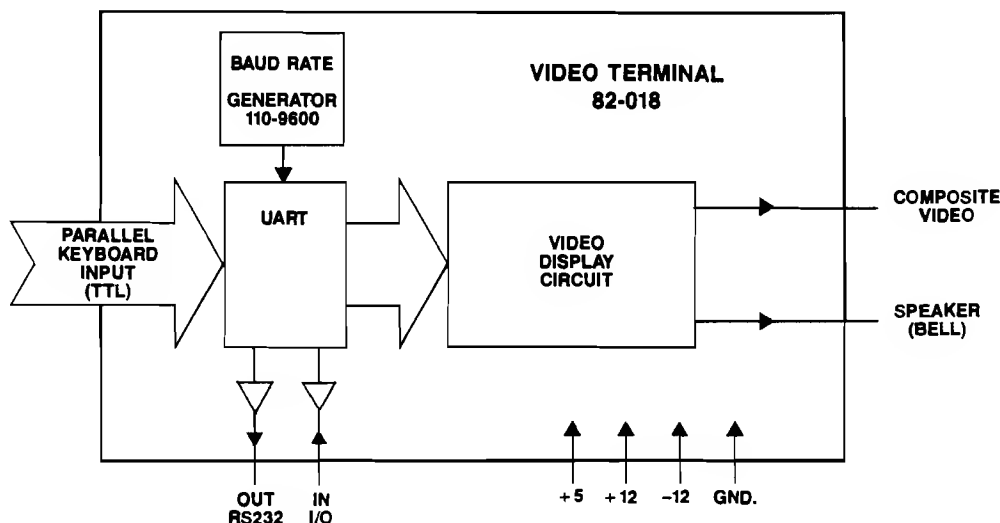 BAUD RATE
GENERATOR
110-9600
VIDEO TERMINAL
82-018
PARALLEL
KEYBOARD
INPUT
(TTL)
UART
VIDEO
DISPLAY
CIRCUIT
COMPOSITE
VIDEO
SPEAKER
(BELL)
OUT
RS232
IN
I/O
+5
+12
-12
GND.